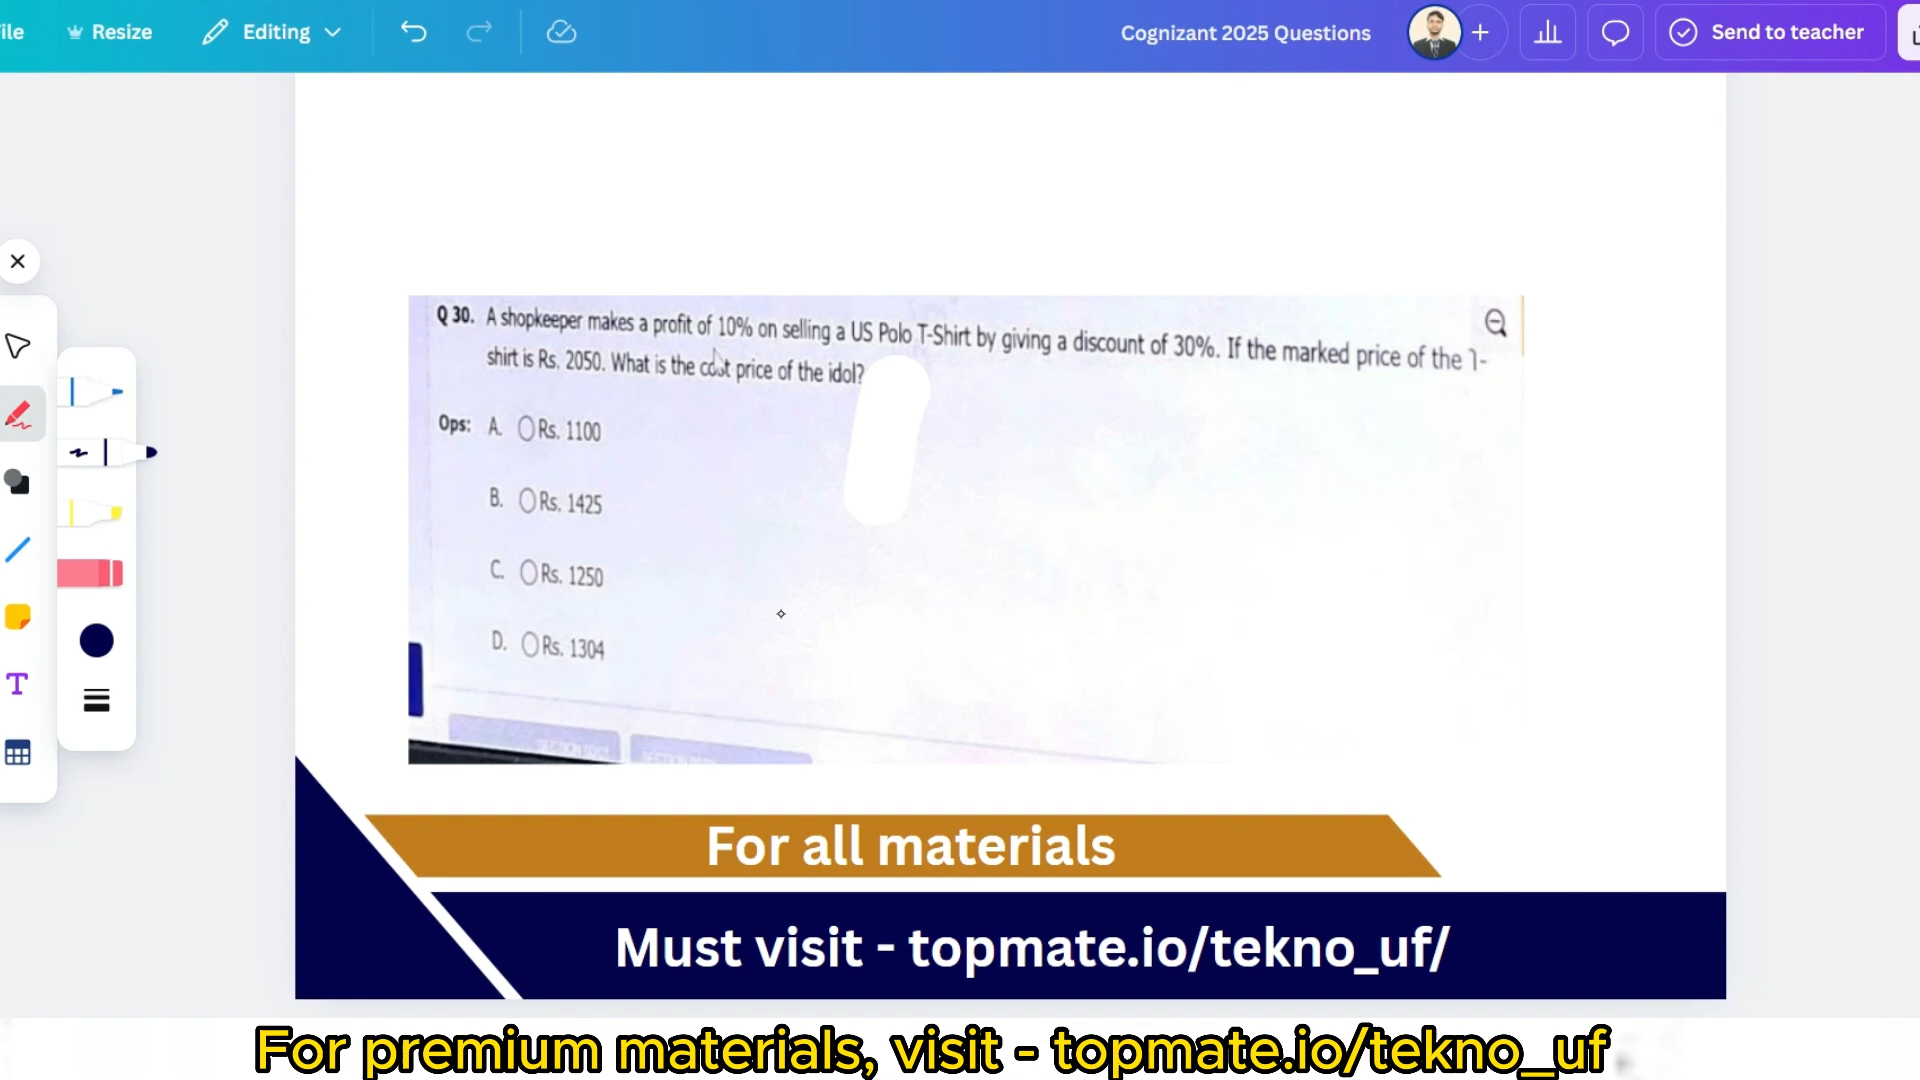 ile
Resize
Editing
Cognizant 2025 Questions
Send to teacher
Q 30. A shopkeeper makes a profit of 10% on selling a US Polo T-Shirt by giving a discount of 30%. If the marked price of the T-
shirt is Rs. 2050. What is the cost price of the idol?
Ops: A. Rs. 1100
B. Rs. 1425
C. Rs. 1250
D. Rs. 1304
T
For all materials
Must visit - topmate.io/tekno_uf/
For premium materials, visit - topmate.io/tekno_uf